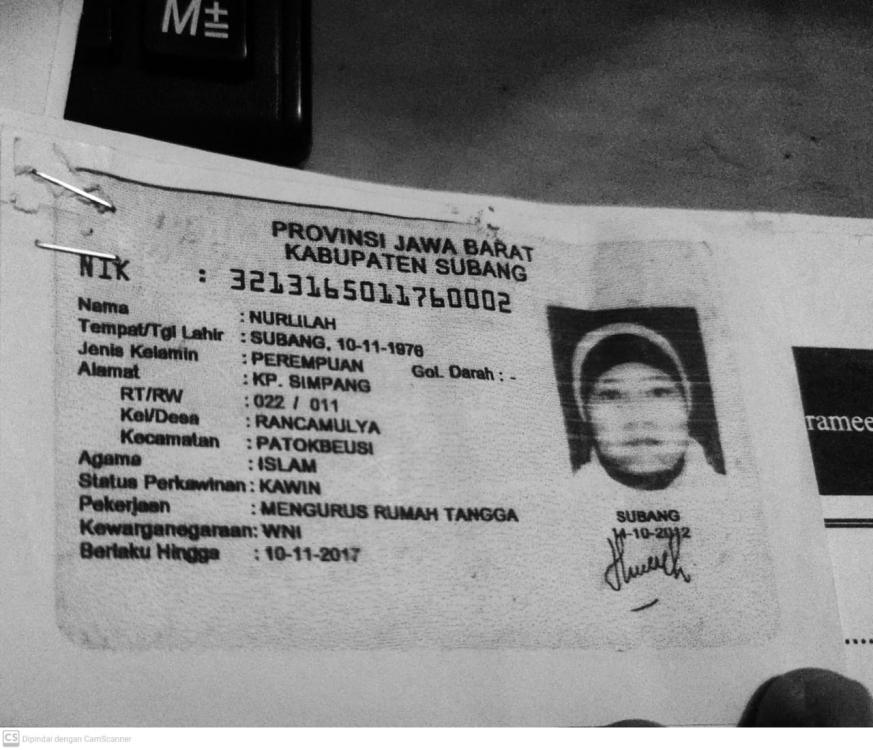 M±
PROVINSI JAWA BARAT
KABUPATEN SUBANG
NIK : 3213165011760002
Nama : NURLILAH
Tempat/Tgl Lahir : SUBANG, 10-11-1976
Jenis Kelamin : PEREMPUAN Gol. Darah : -
Alamat : KP. SIMPANG
RT/RW : 022 / 011
Kel/Desa : RANCAMULYA
Kecamatan : PATOKBEUSI
Agama : ISLAM
Status Perkawinan : KAWIN
Pekerjaan : MENGURUS RUMAH TANGGA
Kewarganegaraan : WNI
Berlaku Hingga : 10-11-2017
SUBANG
14-10-2012
ramee
CS Dipindai dengan CamScanner